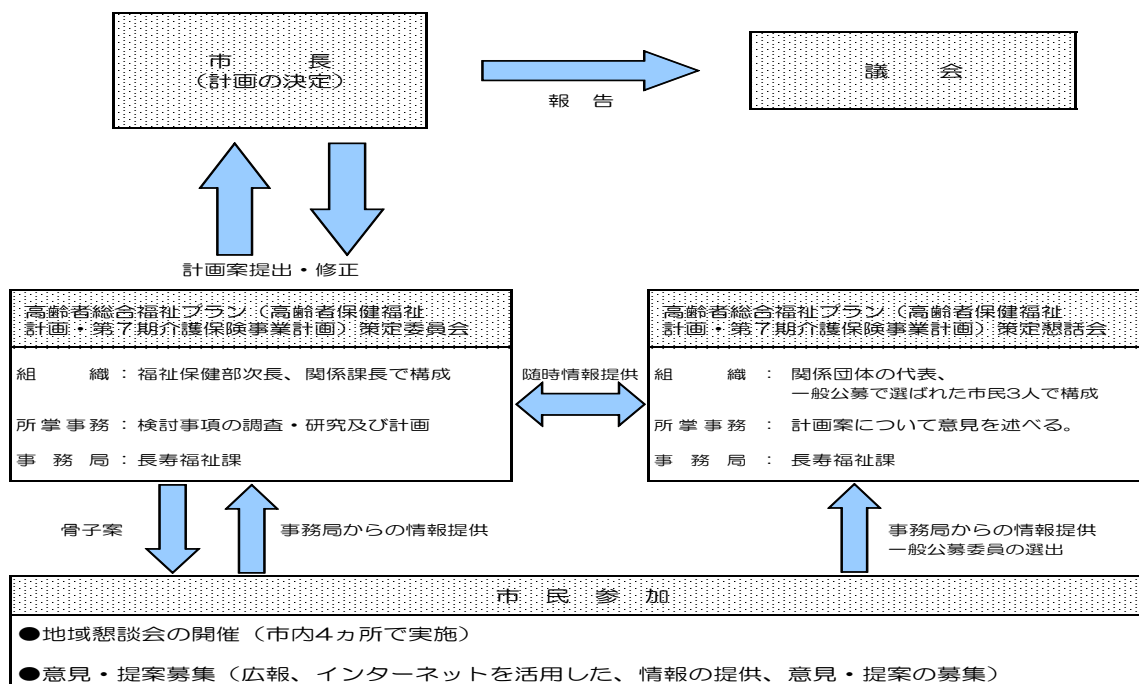 市　　長
（計画の決定）
報　告
議　　会
計画案提出・修正
高齢者総合福祉プラン（高齢者保健福祉
計画・第７期介護保険事業計画）策定委員会
組　　織：福祉保健部次長、関係課長で構成
所掌事務：検討事項の調査・研究及び計画
事　務　局：長寿福祉課
随時情報提供
高齢者総合福祉プラン（高齢者保健福祉
計画・第７期介護保険事業計画）策定懇話会
組　　織：　関係団体の代表、
一般公募で選ばれた市民3人で構成
所掌事務：　計画案について意見を述べる。
事　務　局：　長寿福祉課
骨子案
事務局からの情報提供
事務局からの情報提供
一般公募委員の選出
市　民　参　加
●地域懇談会の開催（市内4ヵ所で実施）
●意見・提案募集（広報、インターネットを活用した、情報の提供、意見・提案の募集）